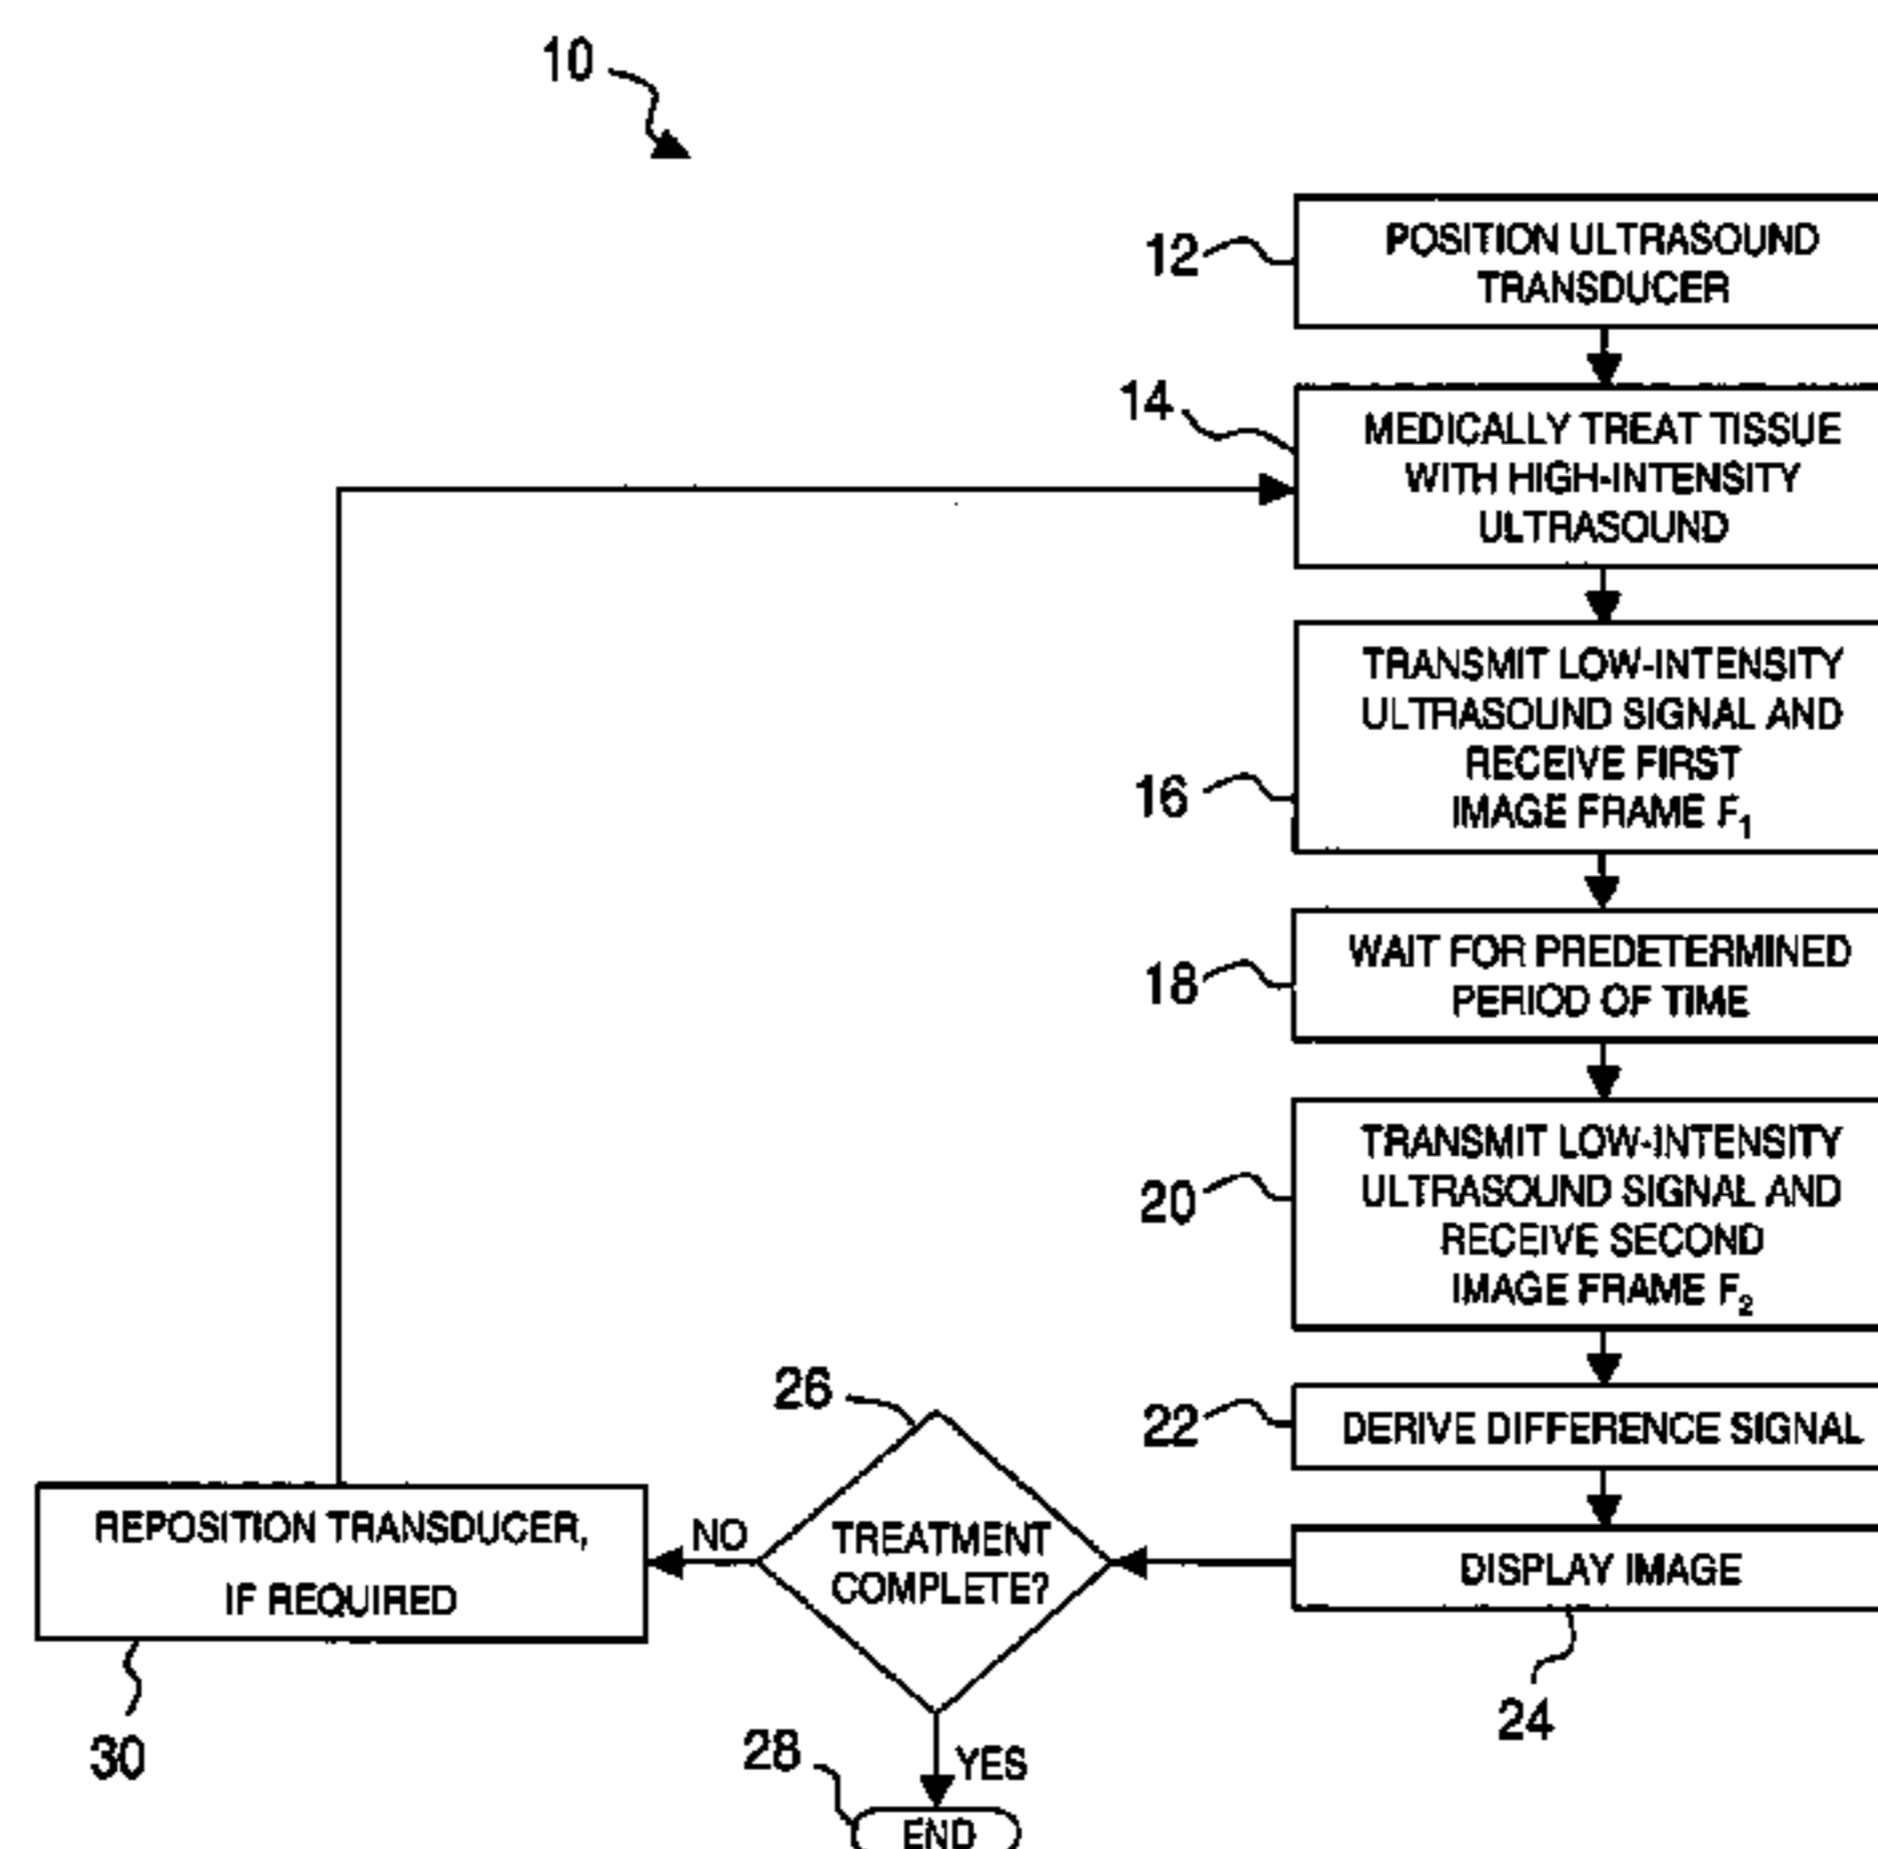 10
12
POSITION ULTRASOUND
TRANSDUCER
14
MEDICALLY TREAT TISSUE
WITH HIGH-INTENSITY
ULTRASOUND
16
TRANSMIT LOW-INTENSITY
ULTRASOUND SIGNAL AND
RECEIVE FIRST
IMAGE FRAME F₁
18
WAIT FOR PREDETERMINED
PERIOD OF TIME
20
TRANSMIT LOW-INTENSITY
ULTRASOUND SIGNAL AND
RECEIVE SECOND
IMAGE FRAME F₂
22
DERIVE DIFFERENCE SIGNAL
24
DISPLAY IMAGE
26
TREATMENT
COMPLETE?
NO
YES
28
END
30
REPOSITION TRANSDUCER,
IF REQUIRED